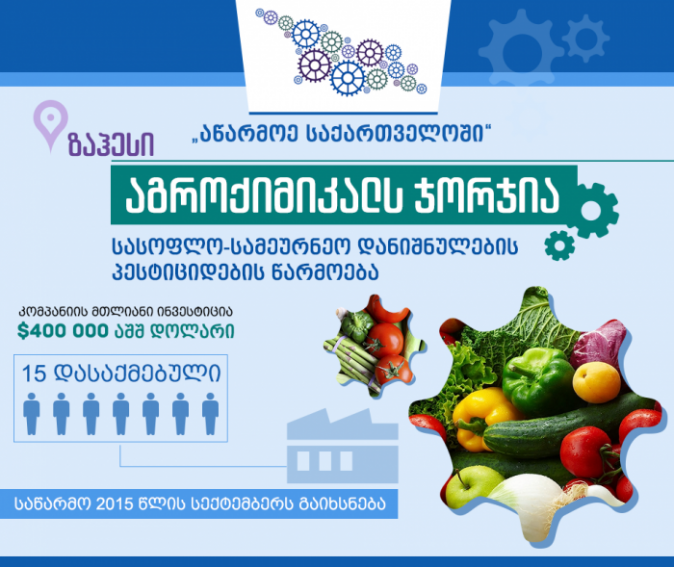 ზაჰესი
„აწარმოე საქართველოში“
აგროქიმიკალს ჯორჯია
სასოფლო-სამეურნეო დანიშნულების
პესტიციდების წარმოება
კომპანიის მთლიანი ინვესტიცია
$400 000 აშშ დოლარი
15 დასაქმებული
საწარმო 2015 წლის სექტემბერს გაიხსნება